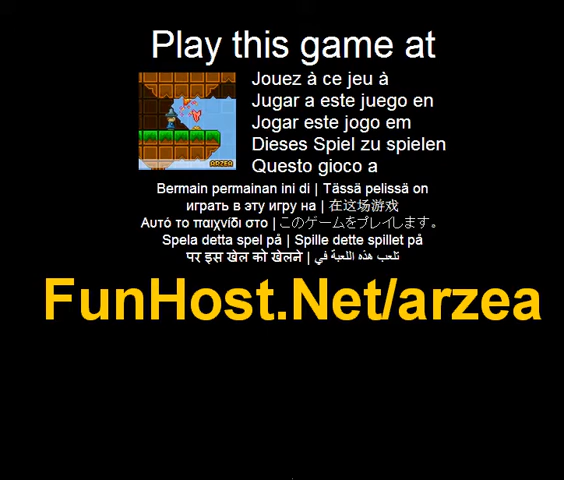 Play this game at
Jouez à ce jeu à
Jugar a este juego en
Jogar este jogo em
Dieses Spiel zu spielen
Questo gioco a
ARZEA
Bermain permainan ini di | Tässä pelissä on
играть в эту игру на | 在这场游戏
Αυτό το παιχνίδι στο | このゲームをプレイします。
Spela detta spel på | Spille dette spillet på
पर इस खेल को खेलने | تلعب هذه اللعبة في
FunHost.Net/arzea